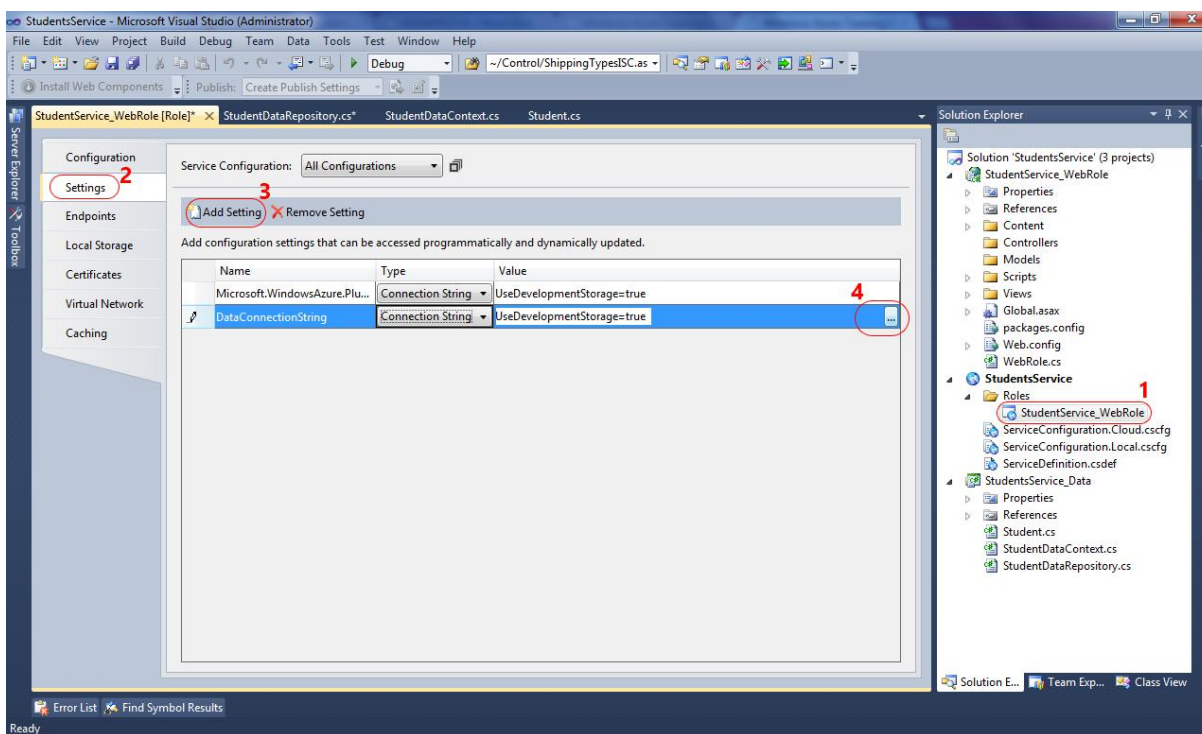 StudentsService - Microsoft Visual Studio (Administrator)
File Edit View Project Build Debug Team Data Tools Test Window Help
Debug ~/Control/ShippingTypesISC.as
Install Web Components Publish: Create Publish Settings
StudentService_WebRole [Role]* StudentDataRepository.cs* StudentDataContext.cs Student.cs
Server Explorer
Toolbox
Configuration
Settings 2
Endpoints
Local Storage
Certificates
Virtual Network
Caching
Service Configuration: All Configurations
3
Add Setting Remove Setting
Add configuration settings that can be accessed programmatically and dynamically updated.
Name Type Value
Microsoft.WindowsAzure.Plu... Connection String UseDevelopmentStorage=true
4
DataConnectionString Connection String UseDevelopmentStorage=true ...
Solution Explorer
Solution 'StudentsService' (3 projects)
StudentService_WebRole
Properties
References
Content
Controllers
Models
Scripts
Views
Global.asax
packages.config
Web.config
WebRole.cs
StudentsService
1
Roles
StudentService_WebRole
ServiceConfiguration.Cloud.cscfg
ServiceConfiguration.Local.cscfg
ServiceDefinition.csdef
StudentsService_Data
Properties
References
Student.cs
StudentDataContext.cs
StudentDataRepository.cs
Solution E... Team Exp... Class View
Error List Find Symbol Results
Ready